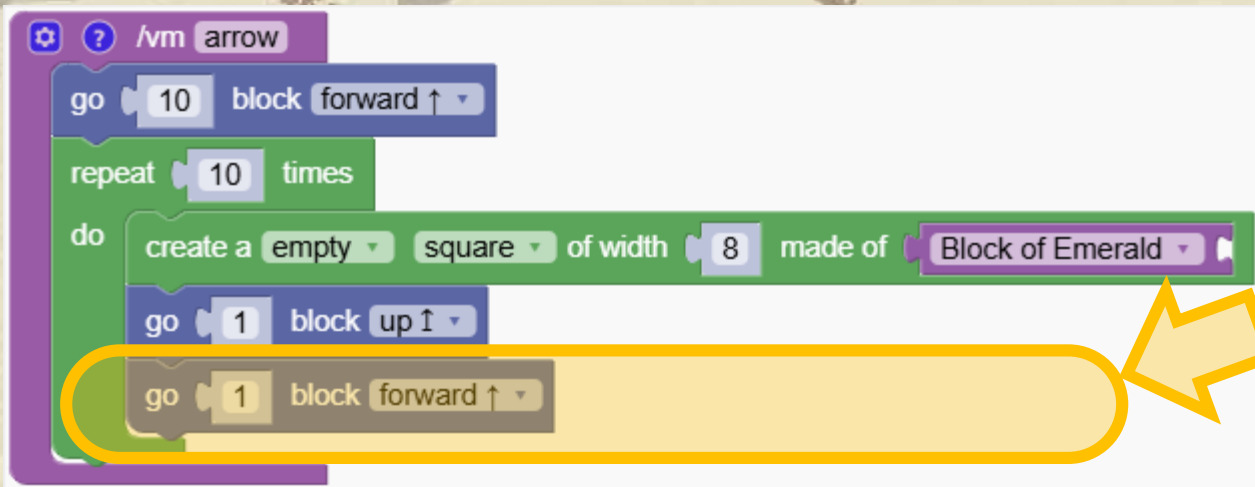 ? /vm arrow
go 10 block forward ↑
repeat 10 times
do create a empty square of width 8 made of Block of Emerald
go 1 block up ↥
go 1 block forward ↑